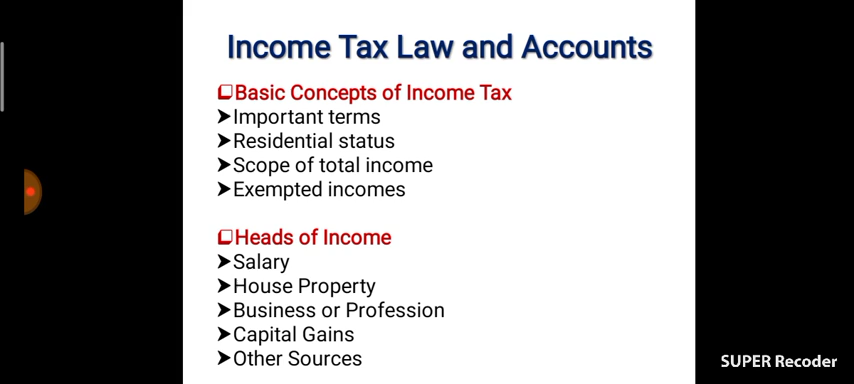 Income Tax Law and Accounts
❑Basic Concepts of Income Tax
➤Important terms
➤Residential status
➤Scope of total income
➤Exempted incomes
❑Heads of Income
➤Salary
➤House Property
➤Business or Profession
➤Capital Gains
➤Other Sources
SUPER Recoder